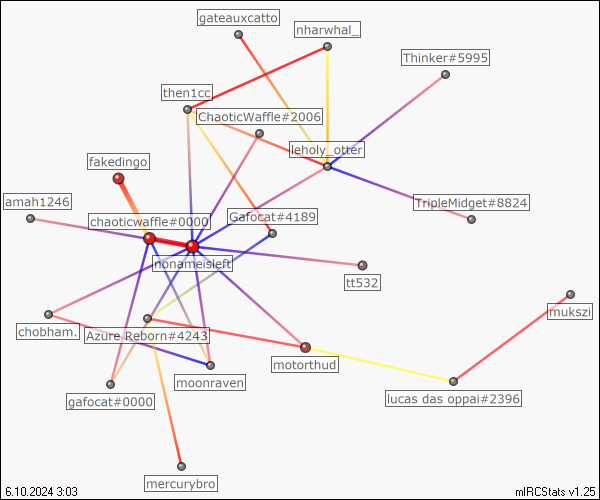 gateauxcatto
nharwhal_
Thinker#5995
then1cc
ChaoticWaffle#2006
leholy_otter
fakedingo
amah1246
TripleMidget#8824
chaoticwaffle#0000
Gafocat#4189
nonameisleft
tt532
mukszi
chobham.
Azure Reborn#4243
motorthud
moonraven
gafocat#0000
lucas das oppai#2396
mercurybro
6.10.2024 3:03
mIRCStats v1.25